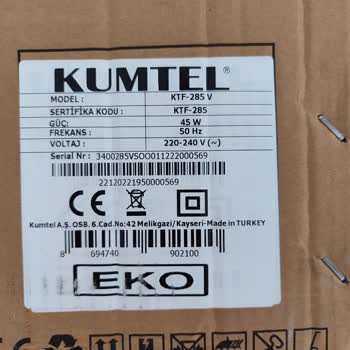 KUMTEL®
MODEL : KTF-285 V
SERTİFİKA KODU : KTF-285
GÜÇ: 45 W
FREKANS : 50 Hz
VOLTAJ : 220-240 V (~)
Serial Nr : 3400285VSOO011222000569
22120221950000569
CE
Kumtel A.Ş. OSB. 6.Cad.No:42 Melikgazi/ Kayseri-Made in TURKEY
8 694740 902100
EKO